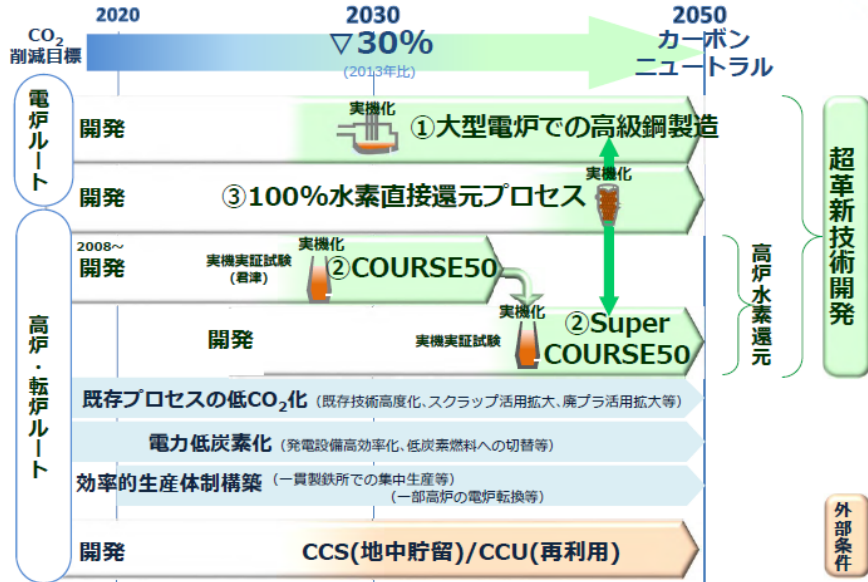 2020
2030
2050
CO₂
削減目標
▽30%
(2013年比)
カーボン
ニュートラル
電炉ルート
開発
実機化
①大型電炉での高級鋼製造
開発
③100%水素直接還元プロセス
実機化
超革新技術開発
高炉・転炉ルート
2008～
開発
実機実証試験
(君津)
実機化
②COURSE50
高炉水素還元
開発
実機実証試験
実機化
②Super
COURSE50
既存プロセスの低CO₂化（既存技術高度化、スクラップ活用拡大、廃プラ活用拡大等）
電力低炭素化（発電設備高効率化、低炭素燃料への切替等）
効率的生産体制構築（一貫製鉄所での集中生産等）
（一部高炉の電炉転換等）
開発
CCS(地中貯留)/CCU(再利用)
外部条件